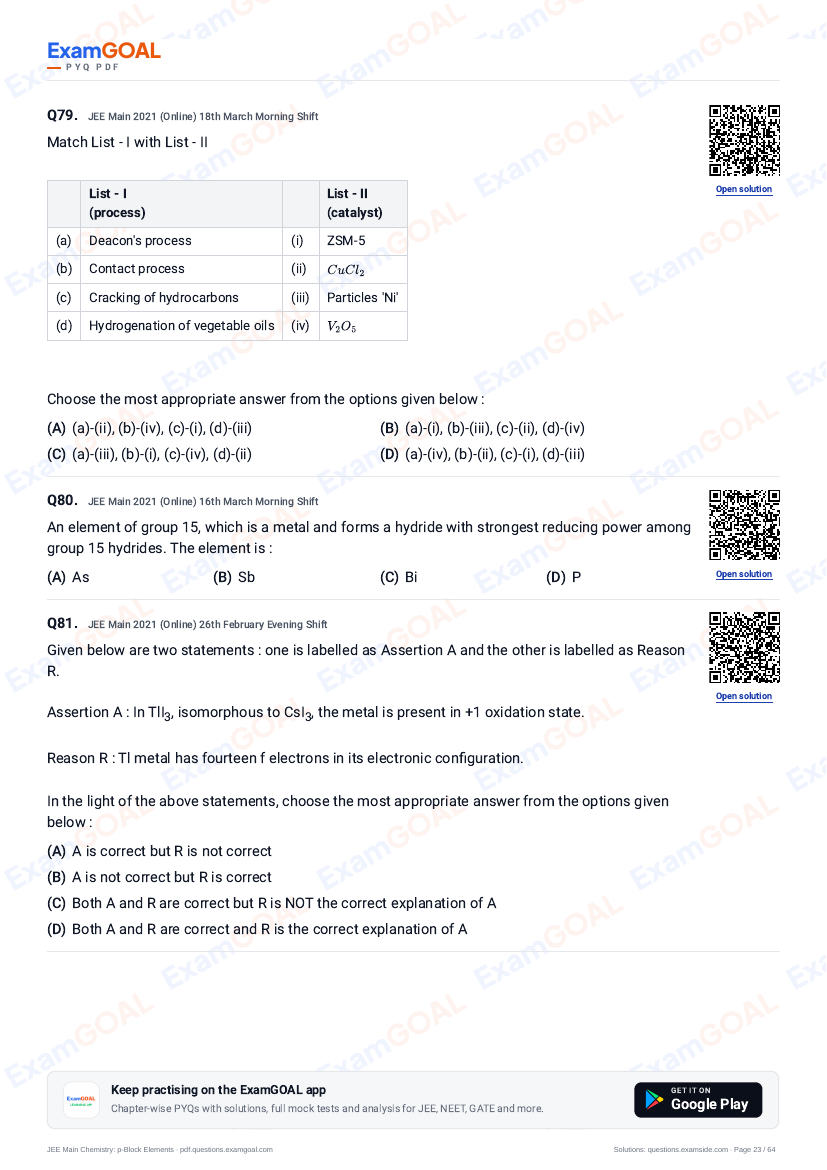 ExamGOAL
PYQ PDF
Q79. JEE Main 2021 (Online) 18th March Morning Shift
Match List - I with List - II
Open solution
List - I (process) List - II (catalyst)
(a) Deacon's process (i) ZSM-5
(b) Contact process (ii) CuCl2
(c) Cracking of hydrocarbons (iii) Particles 'Ni'
(d) Hydrogenation of vegetable oils (iv) V2O5
Choose the most appropriate answer from the options given below :
(A) (a)-(ii), (b)-(iv), (c)-(i), (d)-(iii) (B) (a)-(i), (b)-(iii), (c)-(ii), (d)-(iv)
(C) (a)-(iii), (b)-(i), (c)-(iv), (d)-(ii) (D) (a)-(iv), (b)-(ii), (c)-(i), (d)-(iii)
Q80. JEE Main 2021 (Online) 16th March Morning Shift
An element of group 15, which is a metal and forms a hydride with strongest reducing power among
group 15 hydrides. The element is :
Open solution
(A) As (B) Sb (C) Bi (D) P
Q81. JEE Main 2021 (Online) 26th February Evening Shift
Given below are two statements : one is labelled as Assertion A and the other is labelled as Reason
R.
Open solution
Assertion A : In TlI3, isomorphous to CsI3, the metal is present in +1 oxidation state.
Reason R : Tl metal has fourteen f electrons in its electronic configuration.
In the light of the above statements, choose the most appropriate answer from the options given
below :
(A) A is correct but R is not correct
(B) A is not correct but R is correct
(C) Both A and R are correct but R is NOT the correct explanation of A
(D) Both A and R are correct and R is the correct explanation of A
ExamGOAL
Keep practising on the ExamGOAL app
Chapter-wise PYQs with solutions, full mock tests and analysis for JEE, NEET, GATE and more.
GET IT ON
Google Play
JEE Main Chemistry: p-Block Elements · pdf.questions.examgoal.com
Solutions: questions.examside.com · Page 23 / 64